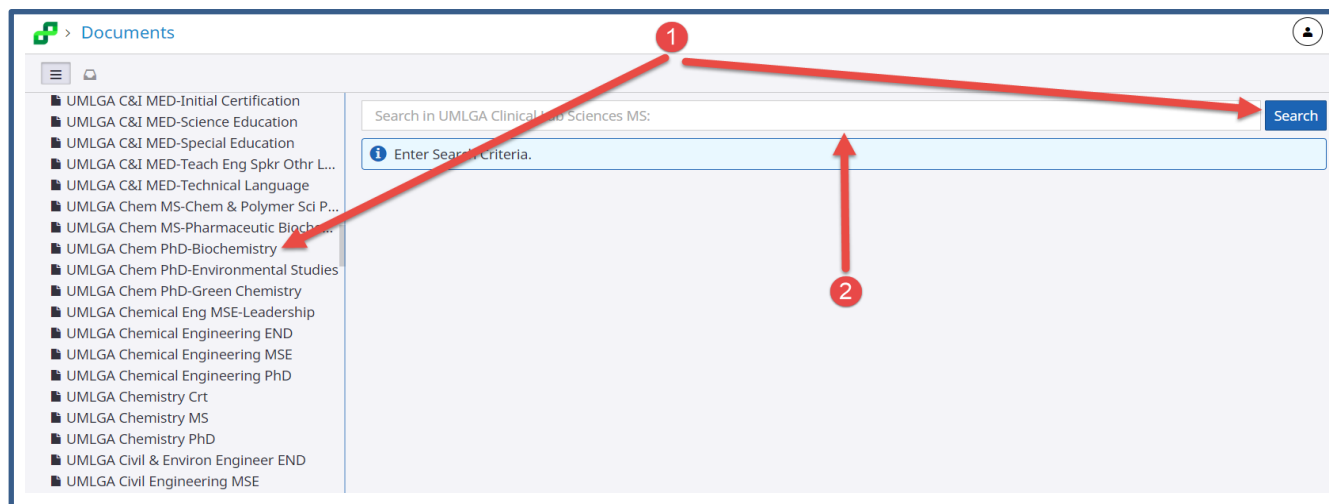 Documents
1
UMLGA C&I MED-Initial Certification
UMLGA C&I MED-Science Education
UMLGA C&I MED-Special Education
UMLGA C&I MED-Teach Eng Spkr Othr L...
UMLGA C&I MED-Technical Language
UMLGA Chem MS-Chem & Polymer Sci P...
UMLGA Chem MS-Pharmaceutic Bioche...
UMLGA Chem PhD-Biochemistry
UMLGA Chem PhD-Environmental Studies
UMLGA Chem PhD-Green Chemistry
UMLGA Chemical Eng MSE-Leadership
UMLGA Chemical Engineering END
UMLGA Chemical Engineering MSE
UMLGA Chemical Engineering PhD
UMLGA Chemistry Crt
UMLGA Chemistry MS
UMLGA Chemistry PhD
UMLGA Civil & Environ Engineer END
UMLGA Civil Engineering MSE
Search in UMLGA Clinical Lab Sciences MS:
Search
Enter Search Criteria.
2